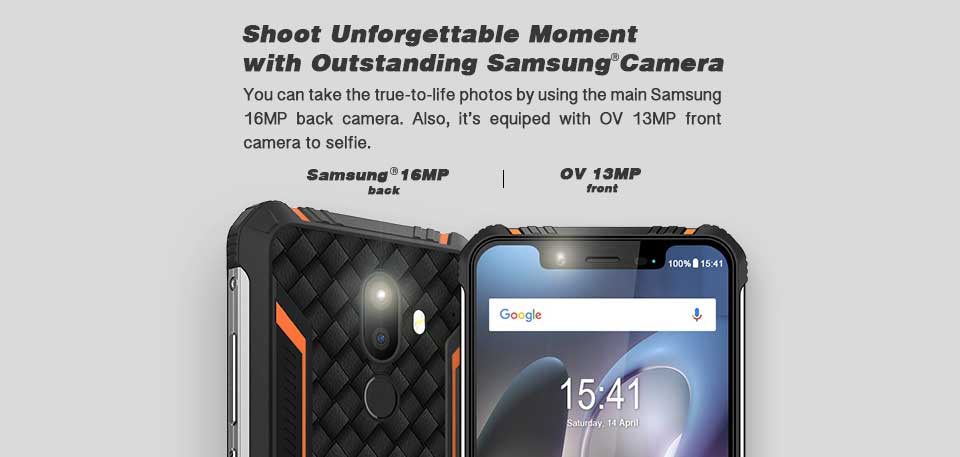 Shoot Unforgettable Moment
with Outstanding Samsung®Camera
You can take the true-to-life photos by using the main Samsung
16MP back camera. Also, it's equiped with OV 13MP front
camera to selfie.
Samsung®16MP
back
OV 13MP
front
100% 15:41
Google
15:41
Saturday, 14 April